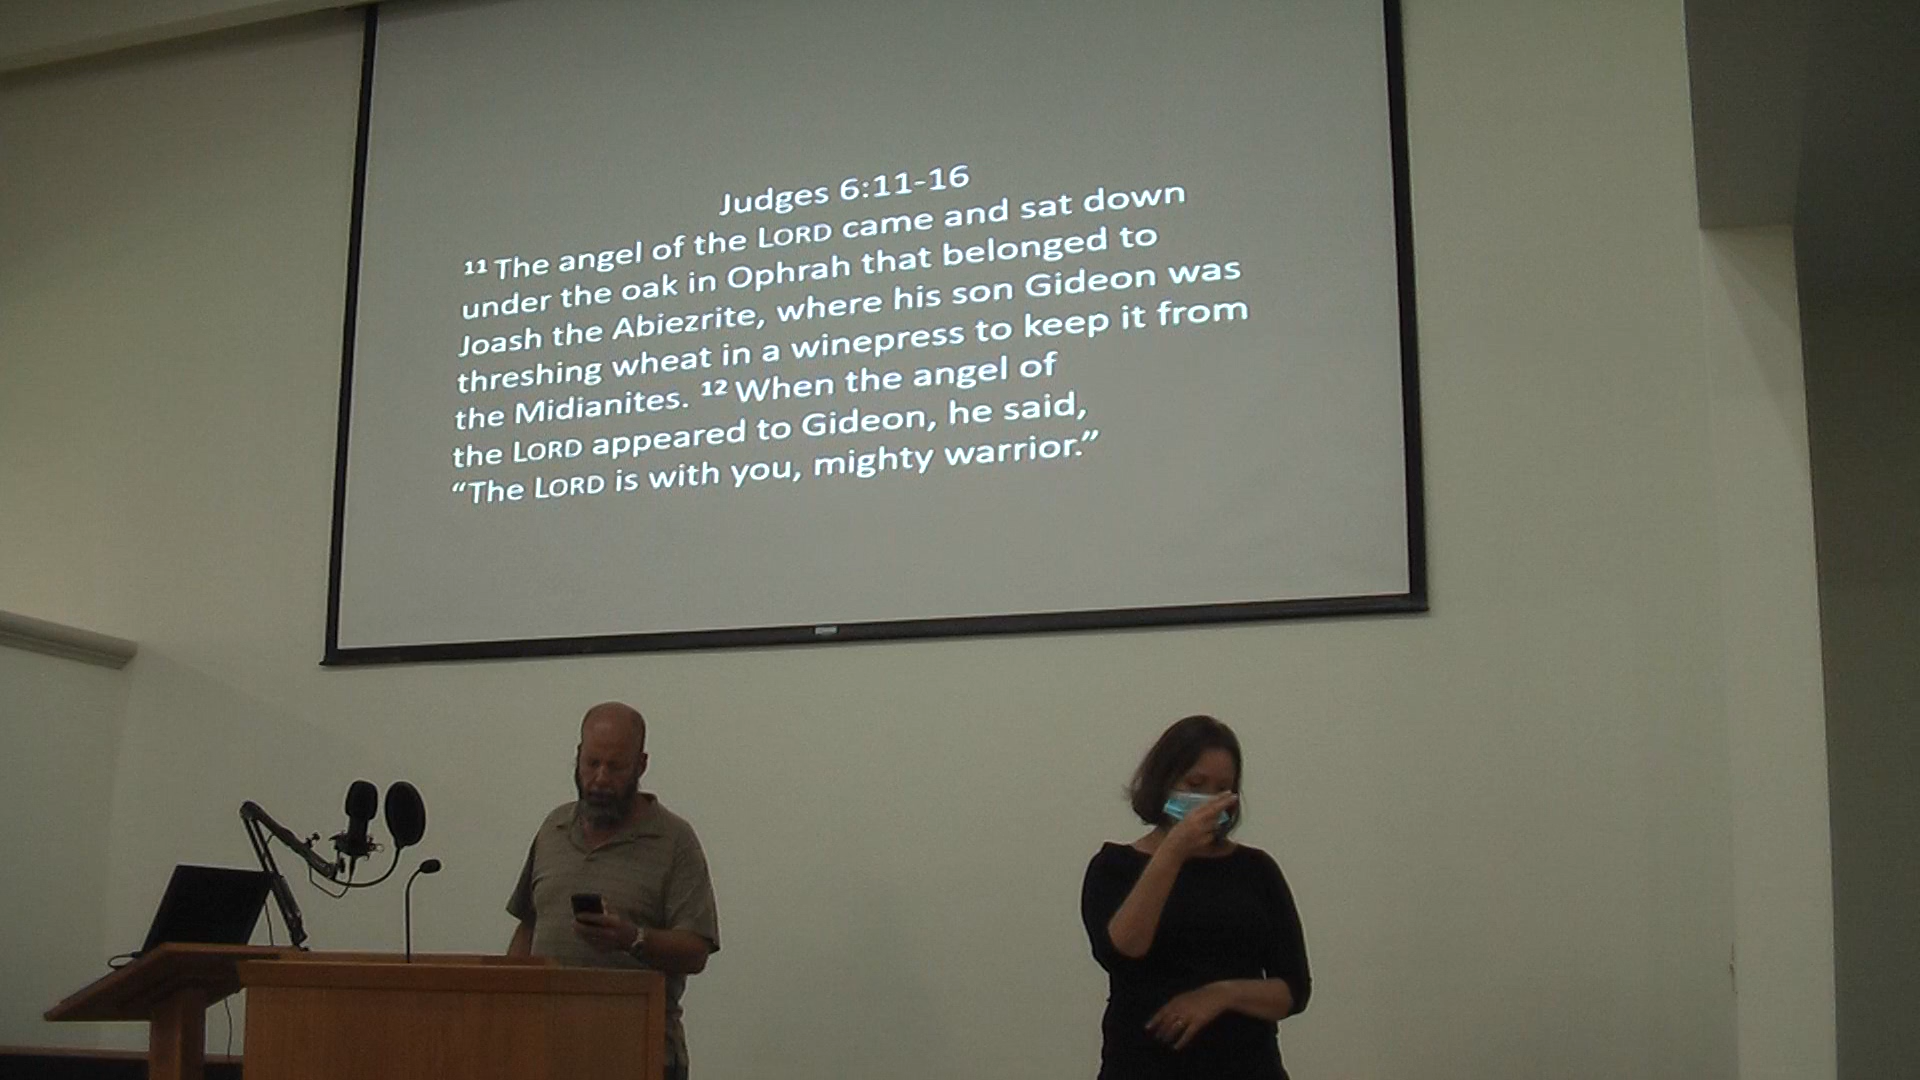 Judges 6:11-16
¹¹ The angel of the LORD came and sat down
under the oak in Ophrah that belonged to
Joash the Abiezrite, where his son Gideon was
threshing wheat in a winepress to keep it from
the Midianites. ¹² When the angel of
the LORD appeared to Gideon, he said,
“The LORD is with you, mighty warrior.”